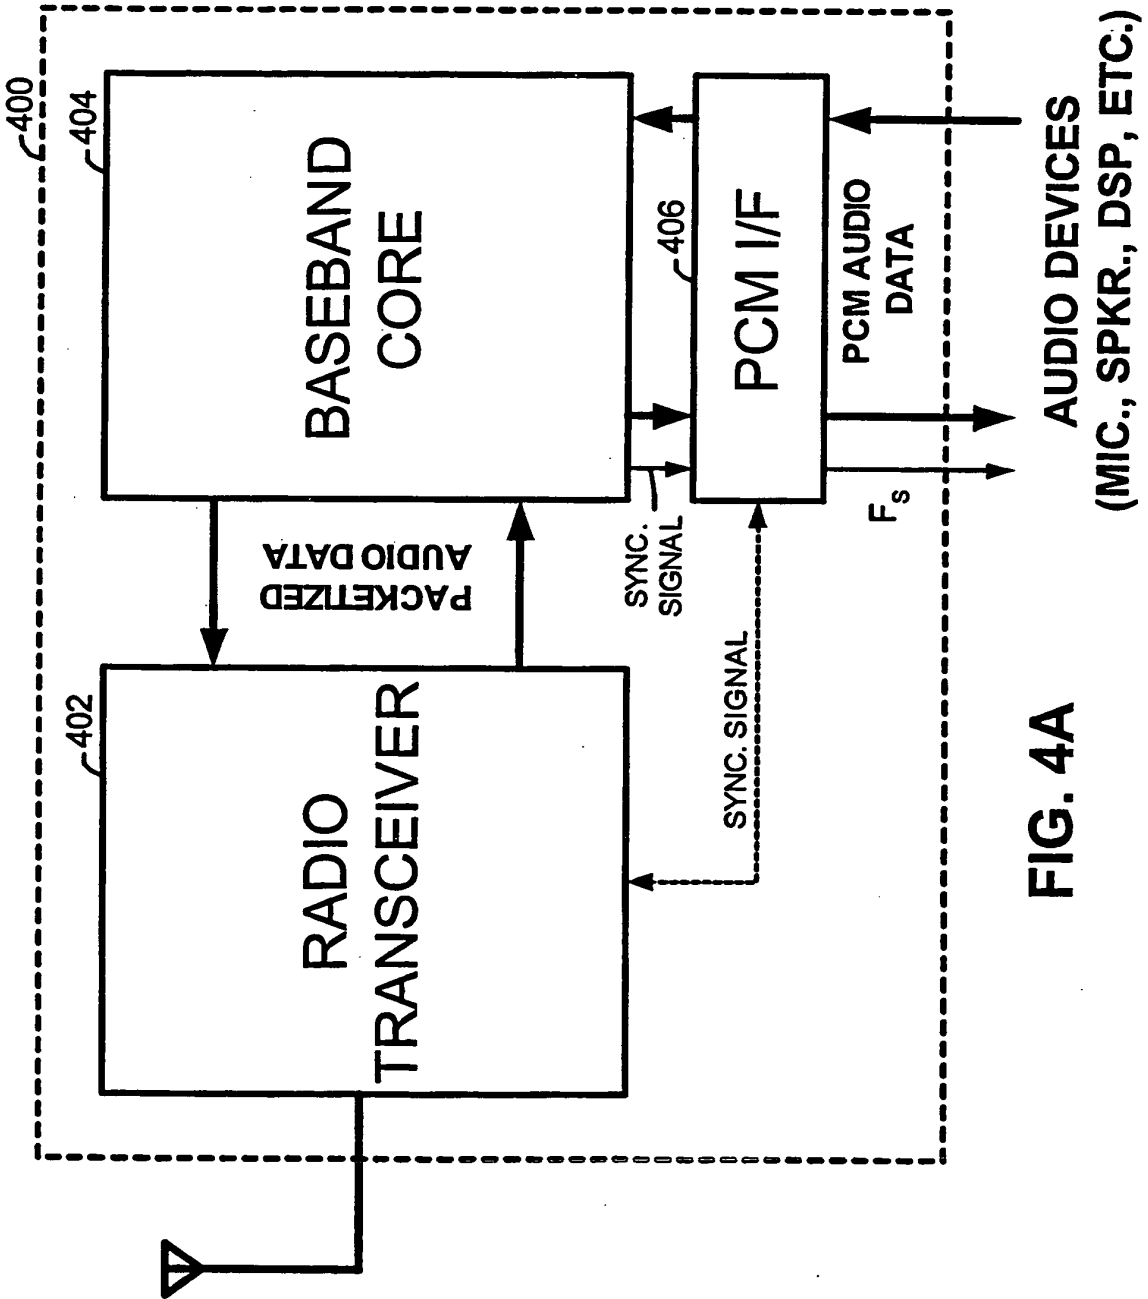 400
402
404
RADIO
TRANSCEIVER
PACKETIZED
AUDIO DATA
BASEBAND
CORE
SYNC.
SIGNAL
406
SYNC. SIGNAL
PCM I/F
FS
PCM AUDIO
DATA
AUDIO DEVICES
(MIC., SPKR., DSP, ETC.)
FIG. 4A